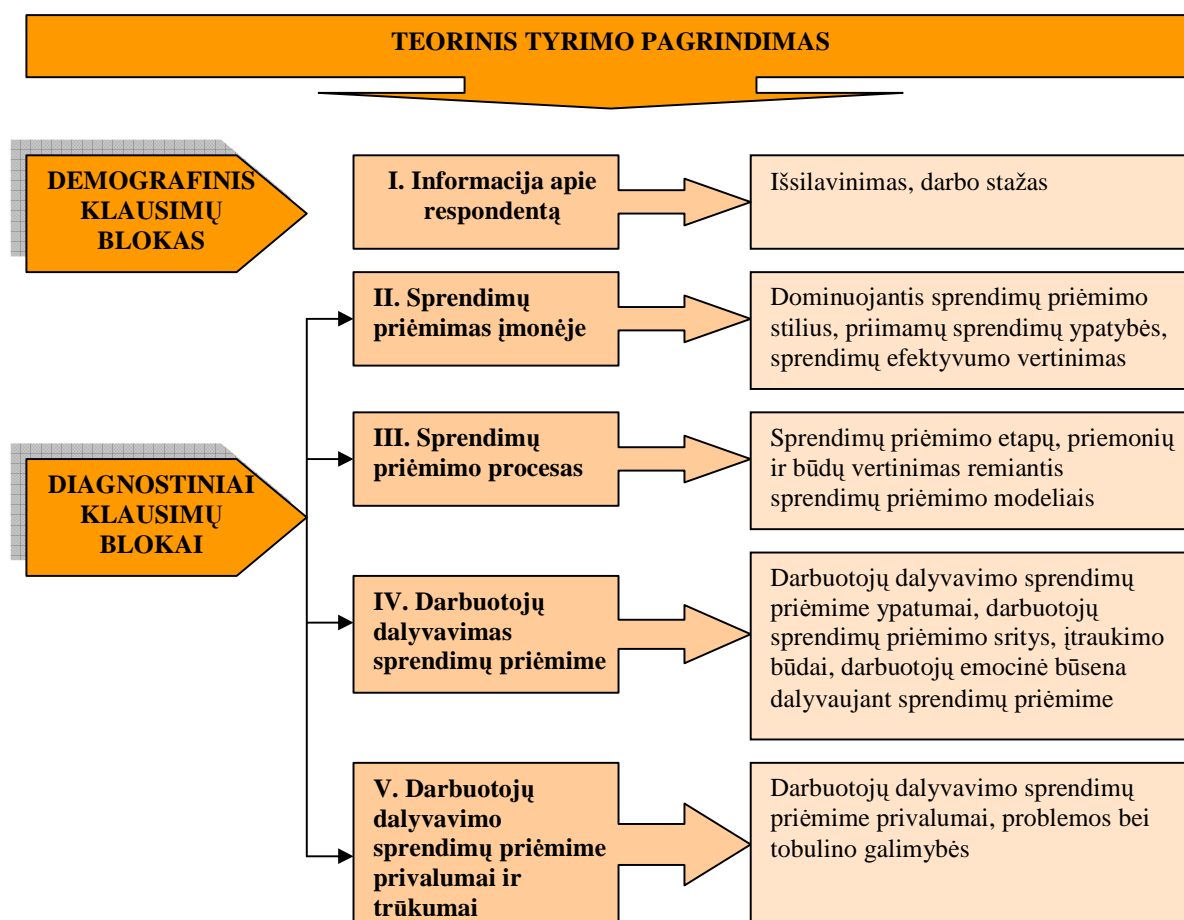 TEORINIS TYRIMO PAGRINDIMAS
DEMOGRAFINIS
KLAUSIMŲ
BLOKAS
I. Informacija apie
respondentą
Išsilavinimas, darbo stažas
II. Sprendimų
priėmimas įmonėje
Dominuojantis sprendimų priėmimo
stilius, priimamų sprendimų ypatybės,
sprendimų efektyvumo vertinimas
DIAGNOSTINIAI
KLAUSIMŲ
BLOKAI
III. Sprendimų
priėmimo procesas
Sprendimų priėmimo etapų, priemonių
ir būdų vertinimas remiantis
sprendimų priėmimo modeliais
IV. Darbuotojų
dalyvavimas
sprendimų priėmime
Darbuotojų dalyvavimo sprendimų
priėmime ypatumai, darbuotojų
sprendimų priėmimo sritys, įtraukimo
būdai, darbuotojų emocinė būsena
dalyvaujant sprendimų priėmime
V. Darbuotojų
dalyvavimo
sprendimų priėmime
privalumai ir
trūkumai
Darbuotojų dalyvavimo sprendimų
priėmime privalumai, problemos bei
tobulino galimybės